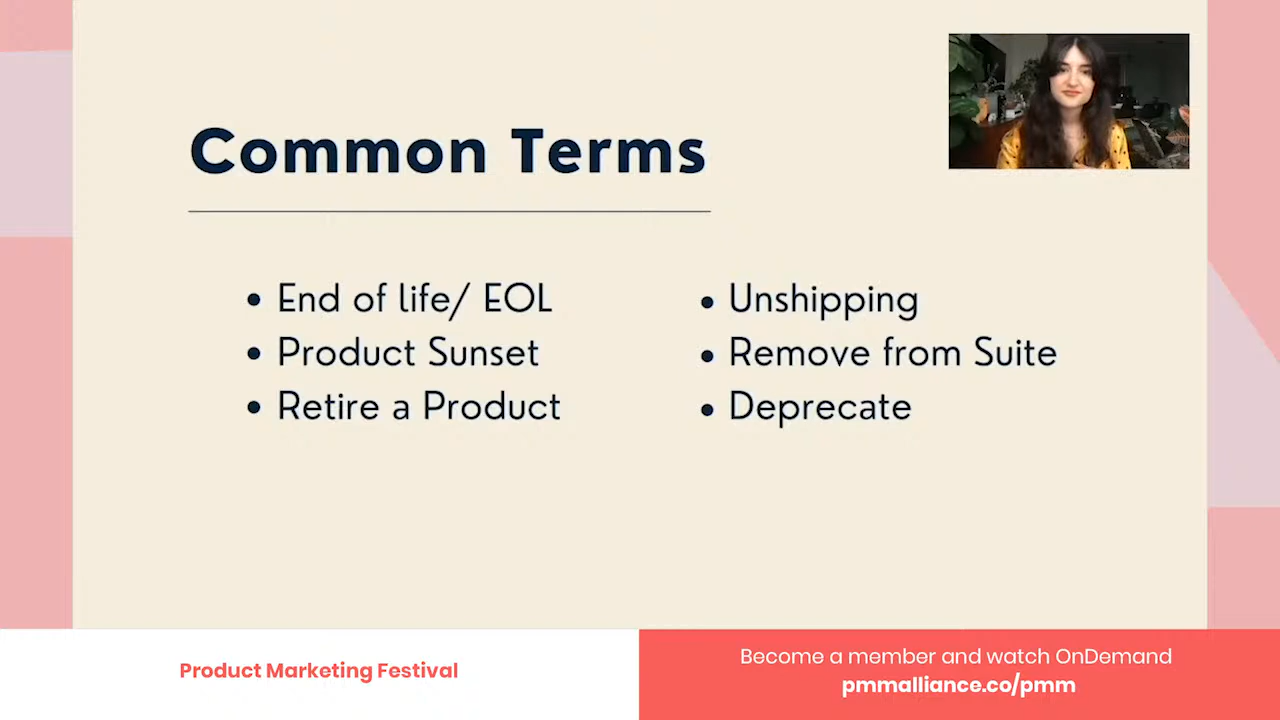 Common Terms
• End of life/ EOL
• Product Sunset
• Retire a Product
• Unshipping
• Remove from Suite
• Deprecate
Product Marketing Festival
Become a member and watch OnDemand
pmmalliance.co/pmm